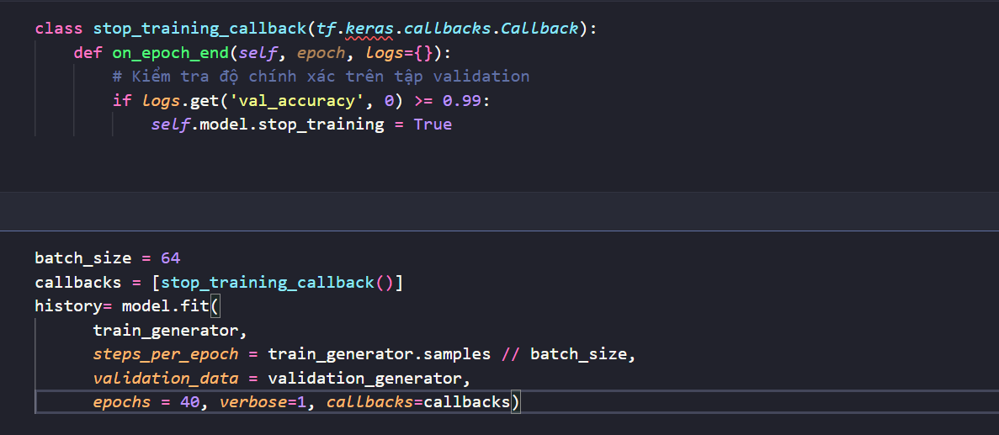 class stop_training_callback(tf.keras.callbacks.Callback):
    def on_epoch_end(self, epoch, logs={}):
        # Kiểm tra độ chính xác trên tập validation
        if logs.get('val_accuracy', 0) >= 0.99:
            self.model.stop_training = True
batch_size = 64
callbacks = [stop_training_callback()]
history= model.fit(
      train_generator,
      steps_per_epoch = train_generator.samples // batch_size,
      validation_data = validation_generator,
      epochs = 40, verbose=1, callbacks=callbacks)